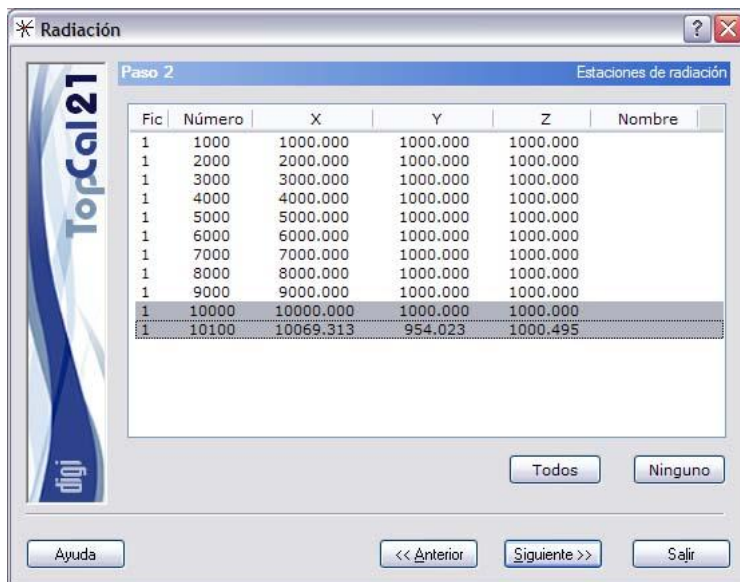 Radiación
TopCal21
digi
Paso 2 Estaciones de radiación
Fic Número X Y Z Nombre
1 1000 1000.000 1000.000 1000.000
1 2000 2000.000 1000.000 1000.000
1 3000 3000.000 1000.000 1000.000
1 4000 4000.000 1000.000 1000.000
1 5000 5000.000 1000.000 1000.000
1 6000 6000.000 1000.000 1000.000
1 7000 7000.000 1000.000 1000.000
1 8000 8000.000 1000.000 1000.000
1 9000 9000.000 1000.000 1000.000
1 10000 10000.000 1000.000 1000.000
1 10100 10069.313 954.023 1000.495
Todos Ninguno
Ayuda << Anterior Siguiente >> Salir